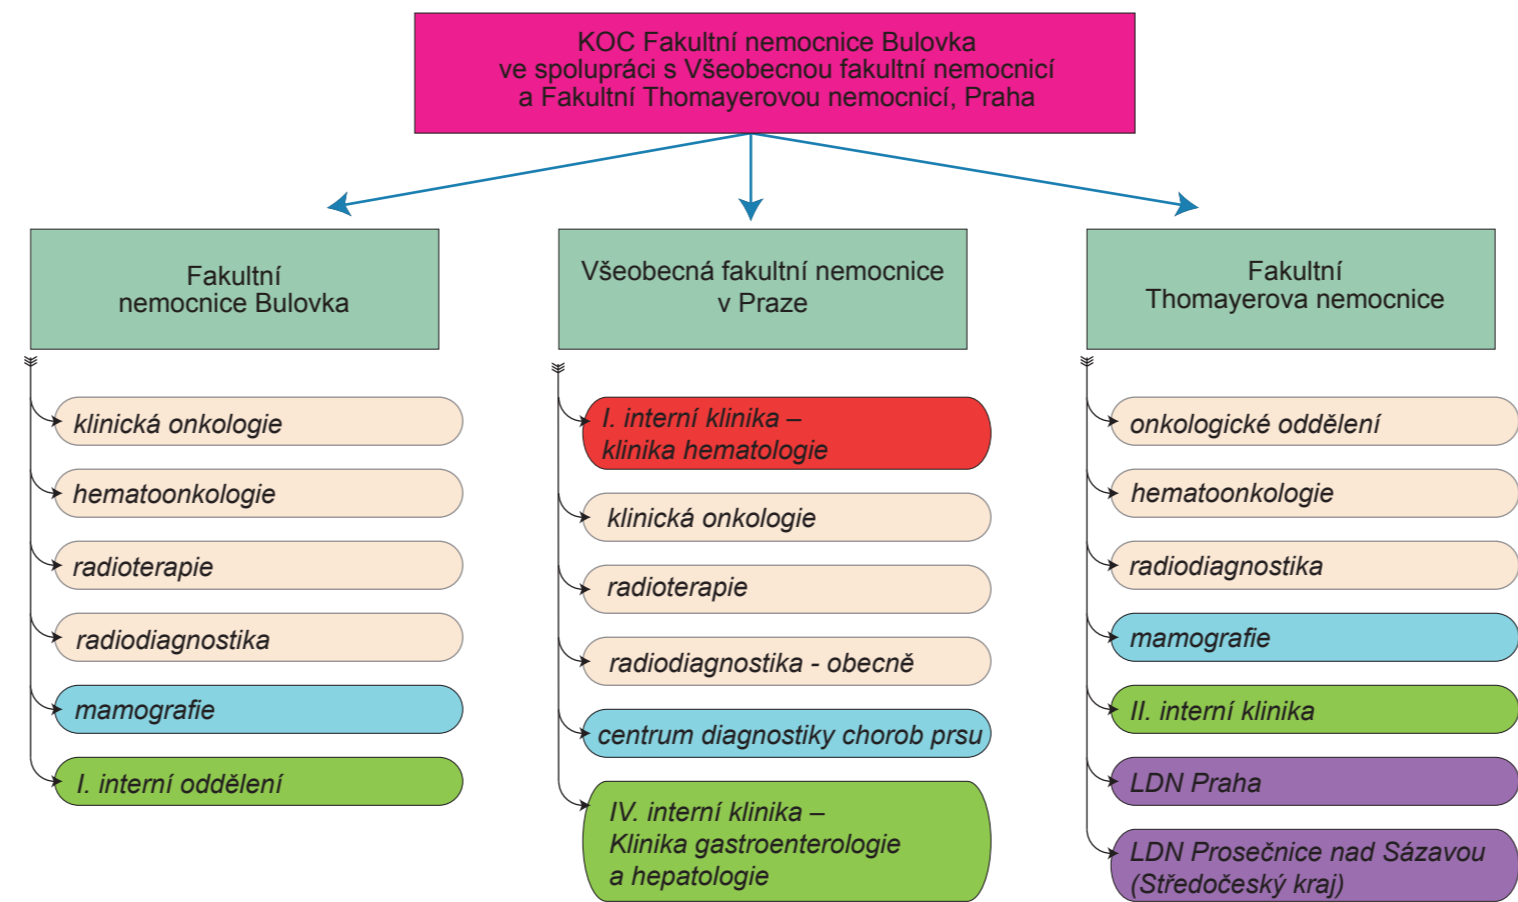 KOC Fakultní nemocnice Bulovka
ve spolupráci s Všeobecnou fakultní nemocnicí
a Fakultní Thomayerovou nemocnicí, Praha
Fakultní
nemocnice Bulovka
klinická onkologie
hematoonkologie
radioterapie
radiodiagnostika
mamografie
I. interní oddělení
Všeobecná fakultní nemocnice
v Praze
I. interní klinika –
klinika hematologie
klinická onkologie
radioterapie
radiodiagnostika - obecně
centrum diagnostiky chorob prsu
IV. interní klinika –
Klinika gastroenterologie
a hepatologie
Fakultní
Thomayerova nemocnice
onkologické oddělení
hematoonkologie
radiodiagnostika
mamografie
II. interní klinika
LDN Praha
LDN Prosečnice nad Sázavou
(Středočeský kraj)